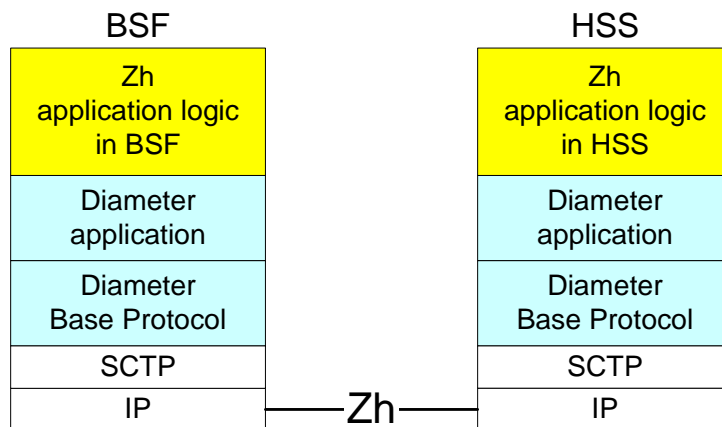 BSF
Zh
application logic
in BSF
Diameter
application
Diameter
Base Protocol
SCTP
IP
Zh
HSS
Zh
application logic
in HSS
Diameter
application
Diameter
Base Protocol
SCTP
IP